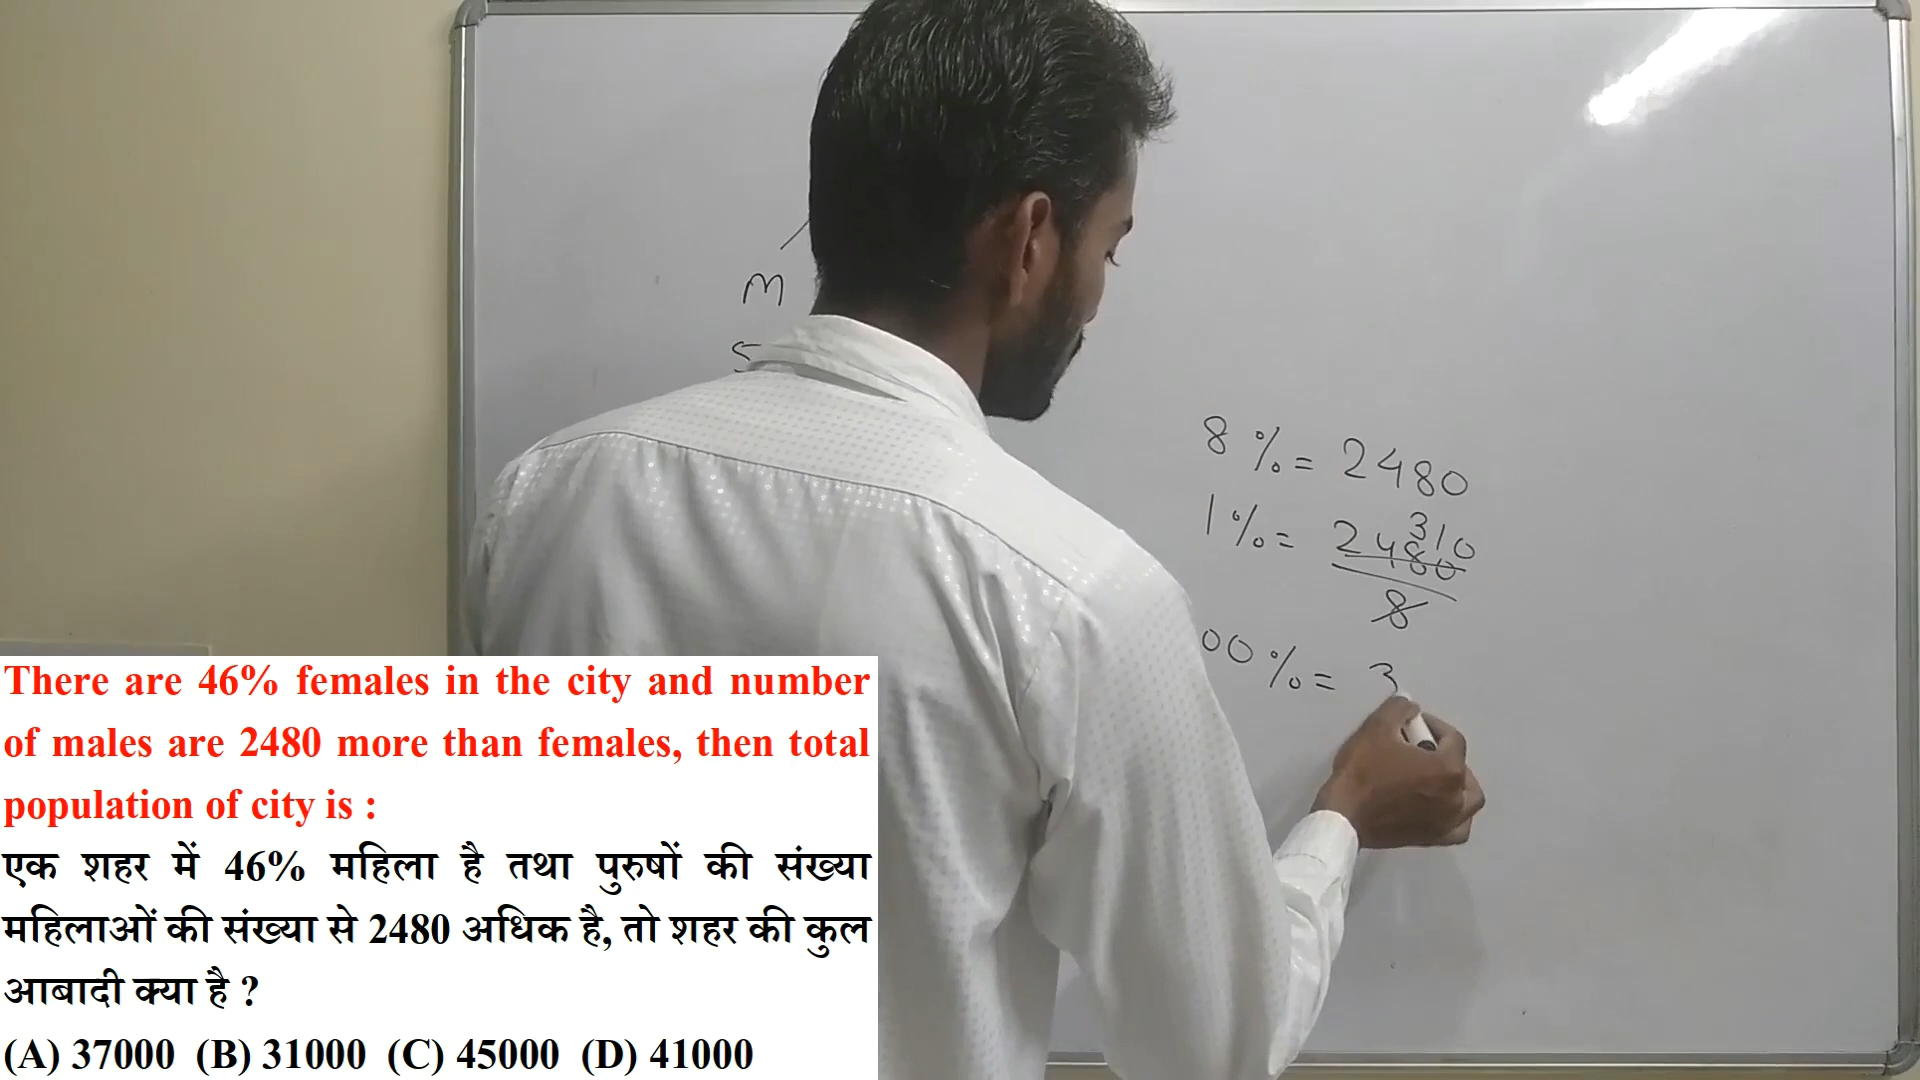 M
5
8% = 2480
310
1% = 2480
8
00% = 3
There are 46% females in the city and number
of males are 2480 more than females, then total
population of city is :
एक शहर में 46% महिला है तथा पुरुषों की संख्या
महिलाओं की संख्या से 2480 अधिक है, तो शहर की कुल
आबादी क्या है ?
(A) 37000 (B) 31000 (C) 45000 (D) 41000